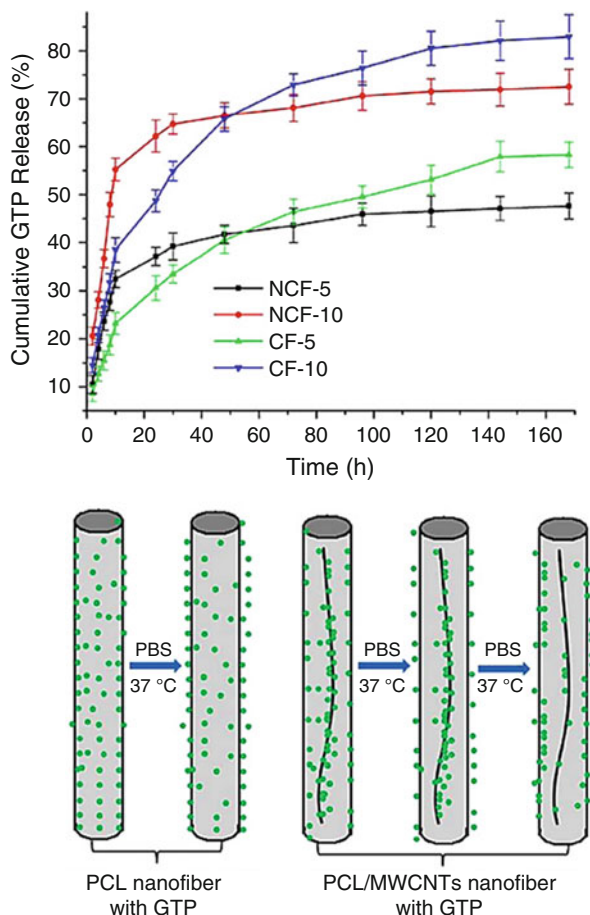 Cumulative GTP Release (%)
80
70
60
50
40
30
20
10
NCF-5
NCF-10
CF-5
CF-10
0 20 40 60 80 100 120 140 160
Time (h)
PBS
37 °C
PBS
37 °C
PBS
37 °C
PCL nanofiber
with GTP
PCL/MWCNTs nanofiber
with GTP